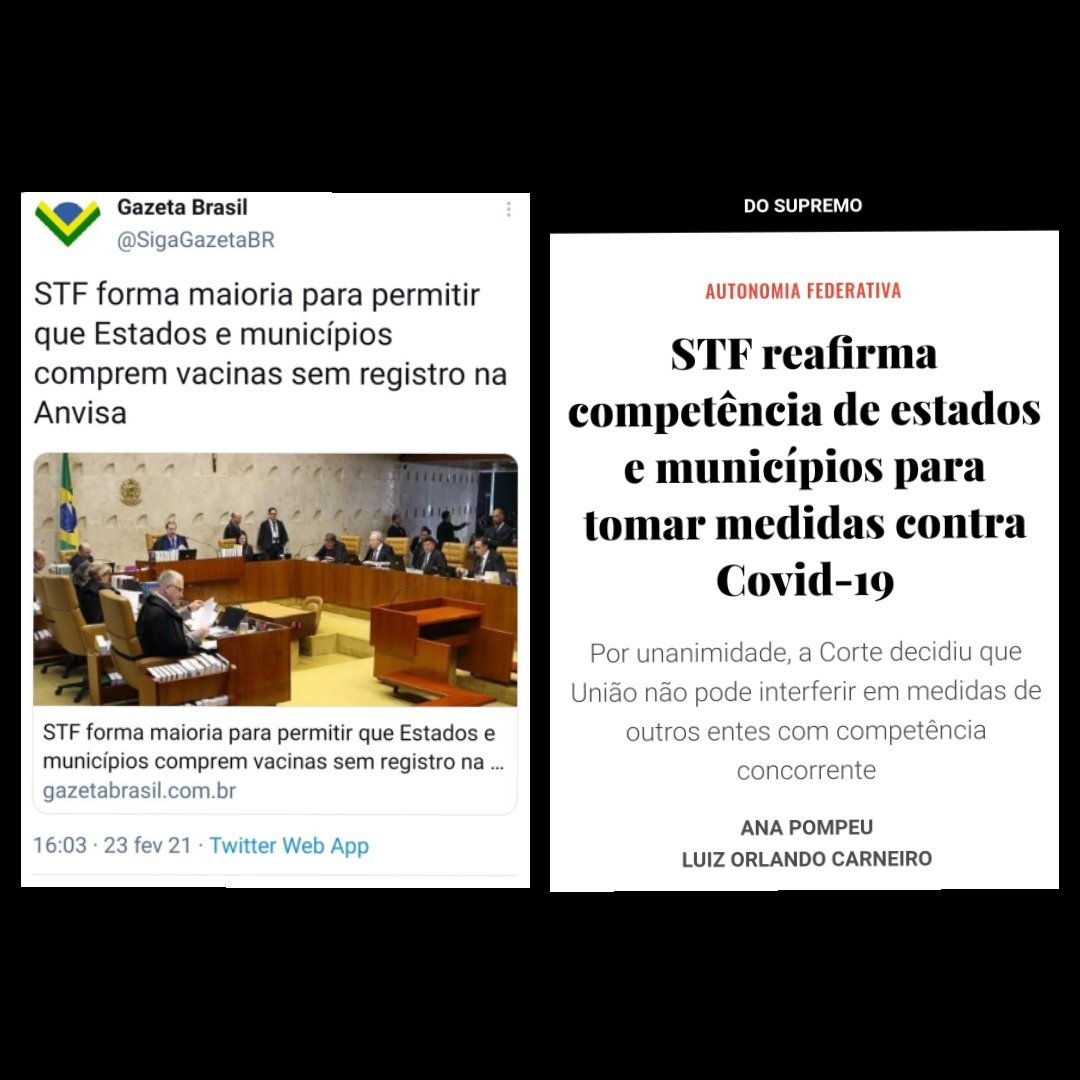 Gazeta Brasil
@SigaGazetaBR
STF forma maioria para permitir
que Estados e municípios
comprem vacinas sem registro na
Anvisa
STF forma maioria para permitir que Estados e
municípios comprem vacinas sem registro na ...
gazetabrasil.com.br
16:03 · 23 fev 21 · Twitter Web App
DO SUPREMO
AUTONOMIA FEDERATIVA
STF reafirma
competência de estados
e municípios para
tomar medidas contra
Covid-19
Por unanimidade, a Corte decidiu que
União não pode interferir em medidas de
outros entes com competência
concorrente
ANA POMPEU
LUIZ ORLANDO CARNEIRO